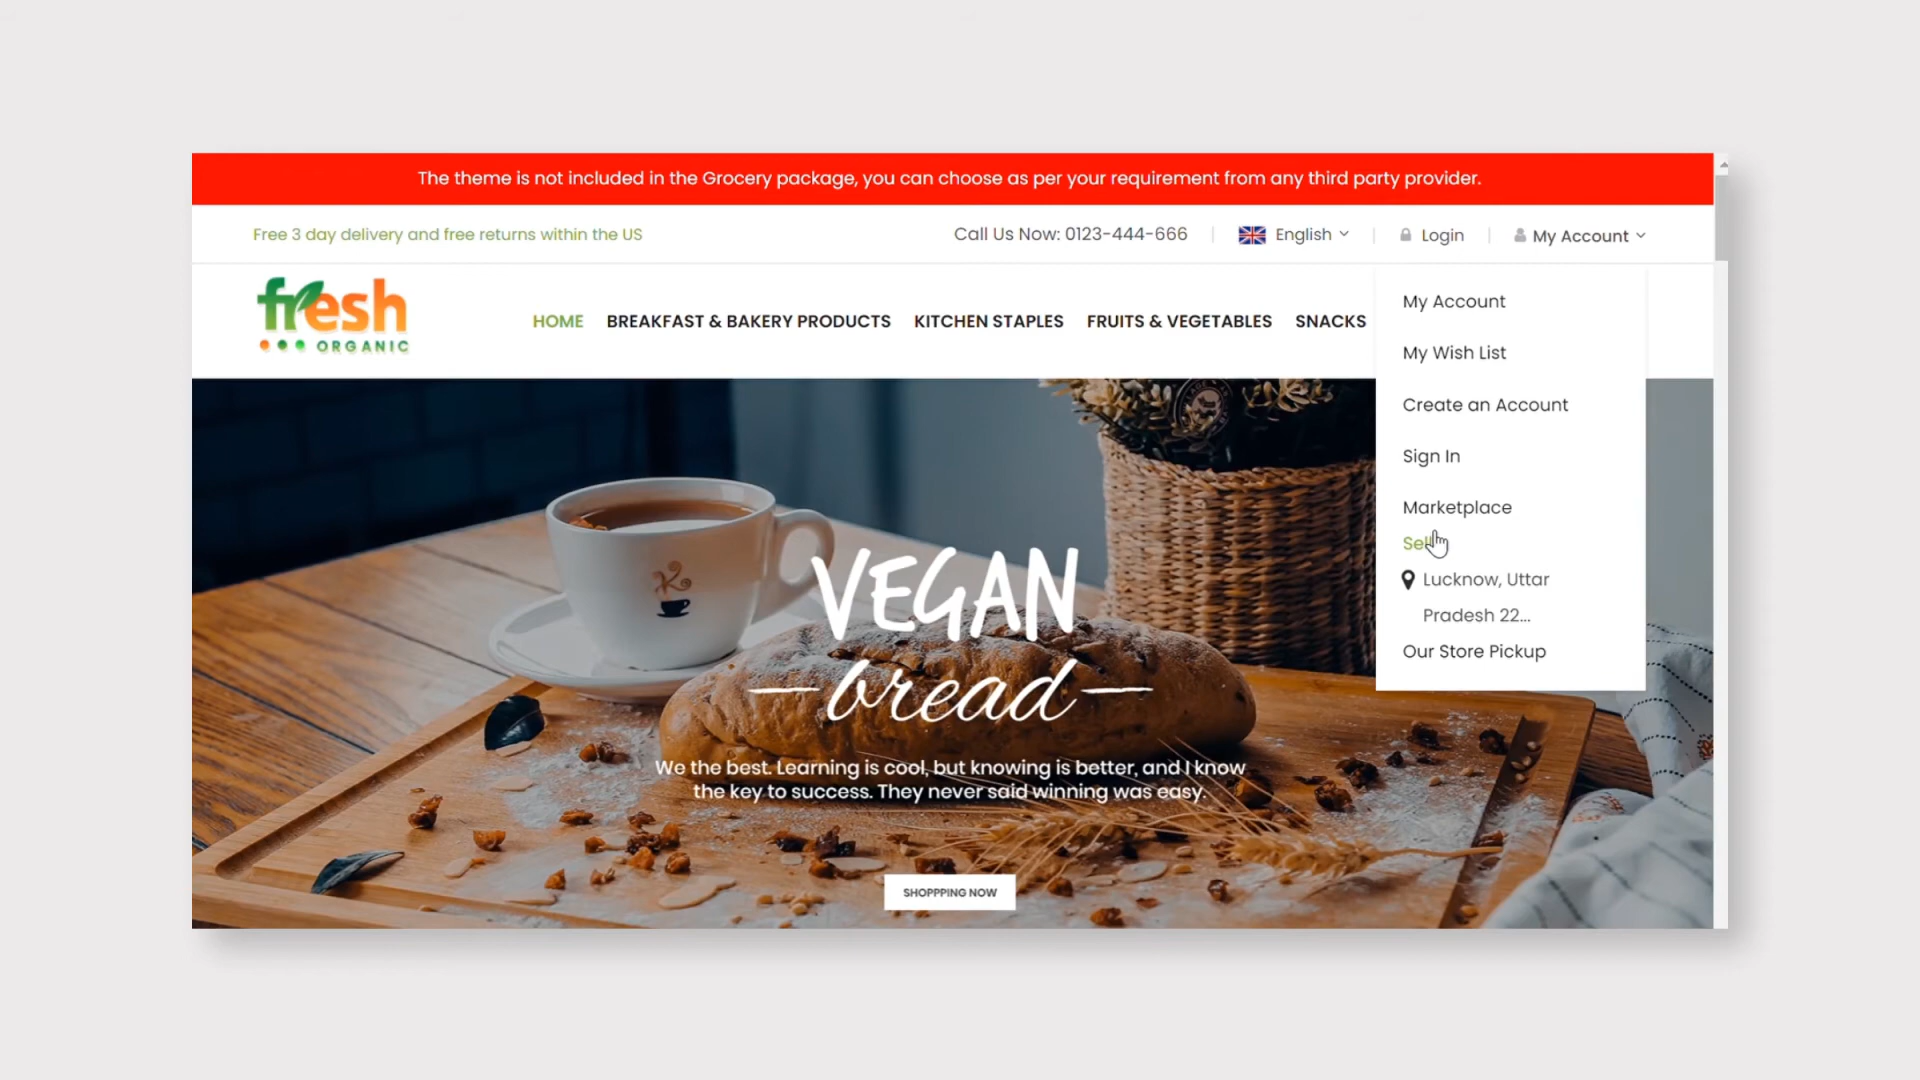 The theme is not included in the Grocery package, you can choose as per your requirement from any third party provider.
Free 3 day delivery and free returns within the US
Call Us Now: 0123-444-666
English
Login
My Account
fresh
ORGANIC
HOME
BREAKFAST & BAKERY PRODUCTS
KITCHEN STAPLES
FRUITS & VEGETABLES
SNACKS
My Account
My Wish List
Create an Account
Sign In
Marketplace
Lucknow, Uttar
Pradesh 22...
Our Store Pickup
VEGAN
bread
We the best. Learning is cool, but knowing is better, and I know
the key to success. They never said winning was easy.
SHOPPPING NOW